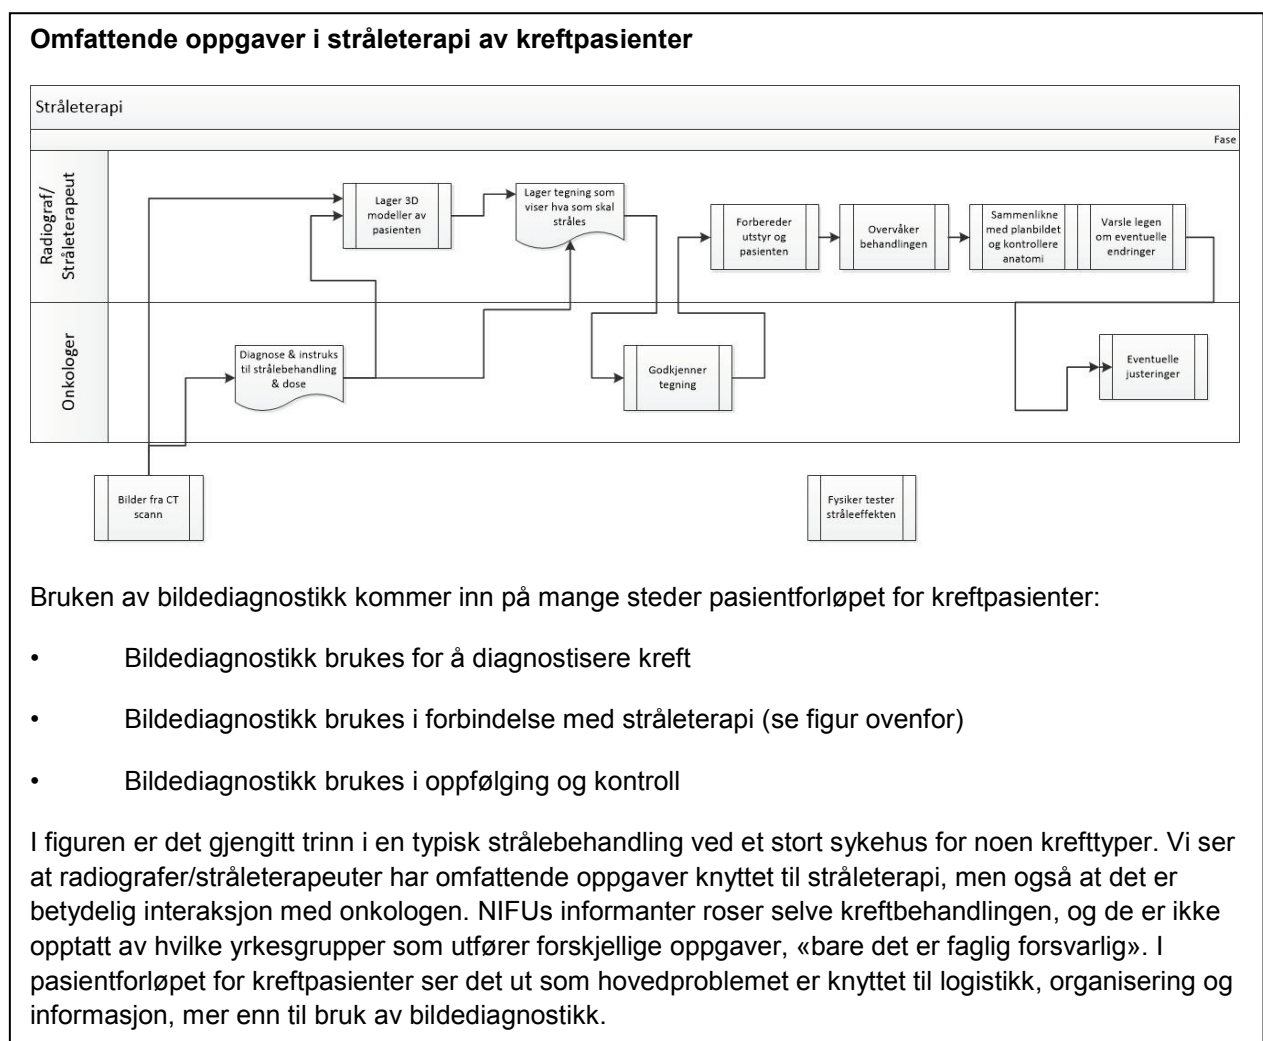 Omfattende oppgaver i stråleterapi av kreftpasienter
Stråleterapi
Fase
Radiograf/
Stråleterapeut
Lager 3D
modeller av
pasienten
Lager tegning som
viser hva som skal
stråles
Forbereder
utstyr og
pasienten
Overvåker
behandlingen
Sammenlikne
med planbildet
og kontrollere
anatomi
Varsle legen
om eventuelle
endringer
Onkologer
Diagnose & instruks
til strålebehandling
& dose
Godkjenner
tegning
Eventuelle
justeringer
Bilder fra CT
scann
Fysiker tester
stråleeffekten
Bruken av bildediagnostikk kommer inn på mange steder pasientforløpet for kreftpasienter:
• Bildediagnostikk brukes for å diagnostisere kreft
• Bildediagnostikk brukes i forbindelse med stråleterapi (se figur ovenfor)
• Bildediagnostikk brukes i oppfølging og kontroll
I figuren er det gjengitt trinn i en typisk strålebehandling ved et stort sykehus for noen krefttyper. Vi ser
at radiografer/stråleterapeuter har omfattende oppgaver knyttet til stråleterapi, men også at det er
betydelig interaksjon med onkologen. NIFUs informanter roser selve kreftbehandlingen, og de er ikke
opptatt av hvilke yrkesgrupper som utfører forskjellige oppgaver, «bare det er faglig forsvarlig». I
pasientforløpet for kreftpasienter ser det ut som hovedproblemet er knyttet til logistikk, organisering og
informasjon, mer enn til bruk av bildediagnostikk.